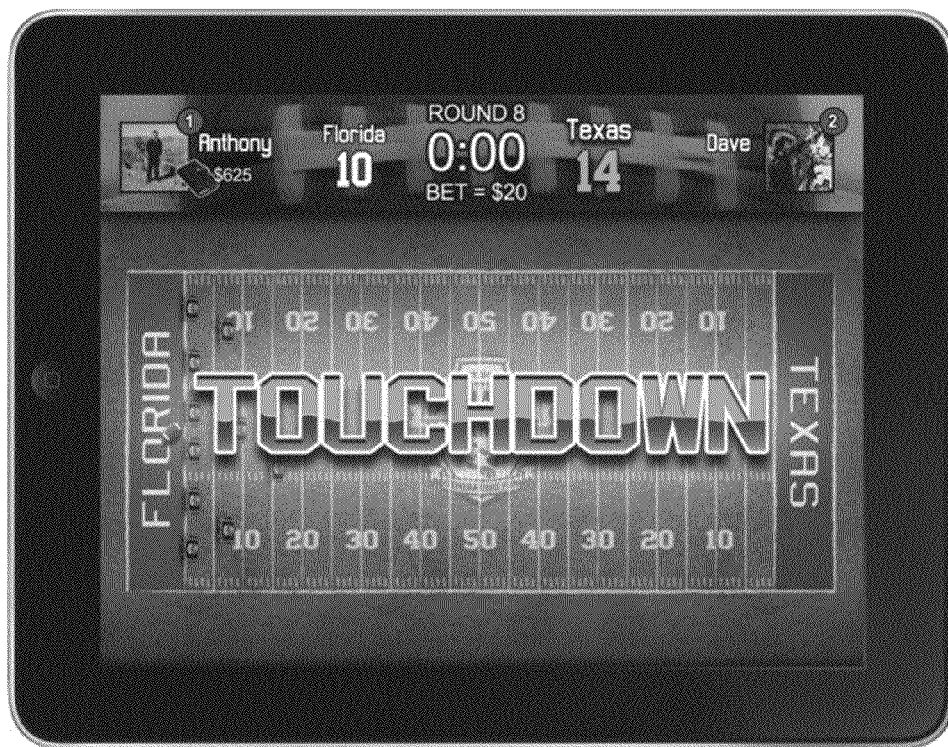 1
Anthony
$625
Florida
10
ROUND 8
0:00
BET = $20
Texas
14
Dave
2
FLORIDA
10 20 30 40 50 40 30 20 10
TOUCHDOWN
10 20 30 40 50 40 30 20 10
TEXAS